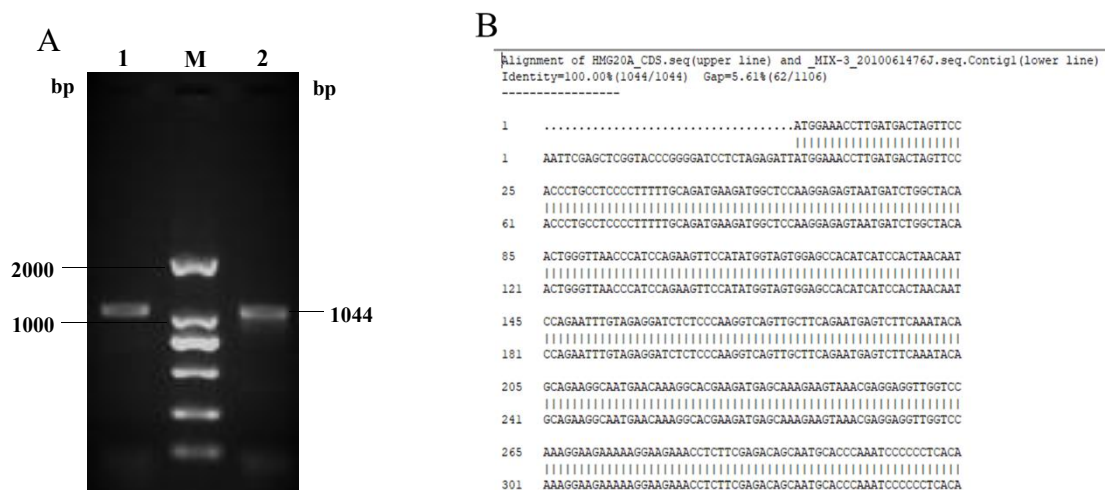 A
1 M 2
bp
bp
2000
1000
1044
B
Alignment of HMG20A_CDS.seq(upper line) and _MIX-3_2010061476J.seq.Contig1(lower line)
Identity=100.00%(1044/1044) Gap=5.61%(62/1106)
-----------------
1 ....................................ATGGAAACCTTGATGACTAGTTCC
||||||||||||||||||||||||
1 AATTCGAGCTCGGTACCCGGGGATCCTCTAGAGATTATGGAAACCTTGATGACTAGTTCC
25 ACCCTGCCTCCCCTTTTTGCAGATGAAGATGGCTCCAAGGAGAGTAATGATCTGGCTACA
||||||||||||||||||||||||||||||||||||||||||||||||||||||||||||
61 ACCCTGCCTCCCCTTTTTGCAGATGAAGATGGCTCCAAGGAGAGTAATGATCTGGCTACA
85 ACTGGGTTAACCCATCCAGAAGTTCCATATGGTAGTGGAGCCACATCATCCACTAACAAT
||||||||||||||||||||||||||||||||||||||||||||||||||||||||||||
121 ACTGGGTTAACCCATCCAGAAGTTCCATATGGTAGTGGAGCCACATCATCCACTAACAAT
145 CCAGAATTTGTAGAGGATCTCTCCCAAGGTCAGTTGCTTCAGAATGAGTCTTCAAATACA
||||||||||||||||||||||||||||||||||||||||||||||||||||||||||||
181 CCAGAATTTGTAGAGGATCTCTCCCAAGGTCAGTTGCTTCAGAATGAGTCTTCAAATACA
205 GCAGAAGGCAATGAACAAAGGCACGAAGATGAGCAAAGAAGTAAACGAGGAGGTTGGTCC
||||||||||||||||||||||||||||||||||||||||||||||||||||||||||||
241 GCAGAAGGCAATGAACAAAGGCACGAAGATGAGCAAAGAAGTAAACGAGGAGGTTGGTCC
265 AAAGGAAGAAAAAGGAAGAAACCTCTTCGAGACAGCAATGCACCCAAATCCCCCCTCACA
||||||||||||||||||||||||||||||||||||||||||||||||||||||||||||
301 AAAGGAAGAAAAAGGAAGAAACCTCTTCGAGACAGCAATGCACCCAAATCCCCCCTCACA